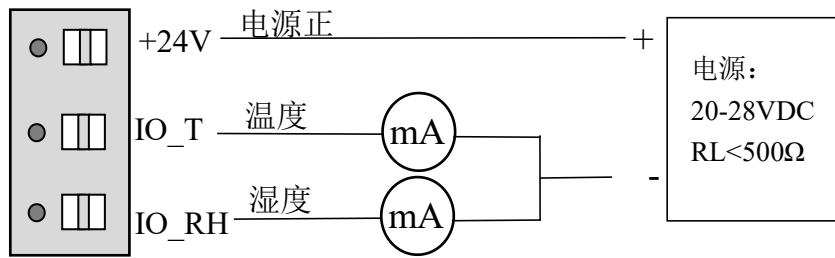 +24V 电源正 +
IO_T 温度 mA
IO_RH 湿度 mA -
电源:
20-28VDC
RL<500Ω